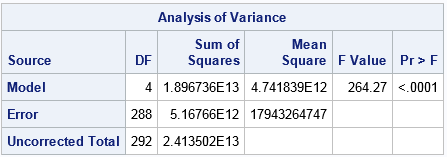 Analysis of Variance
Source DF Sum of Squares Mean Square F Value Pr > F
Model 4 1.896736E13 4.741839E12 264.27 <.0001
Error 288 5.16766E12 17943264747
Uncorrected Total 292 2.413502E13